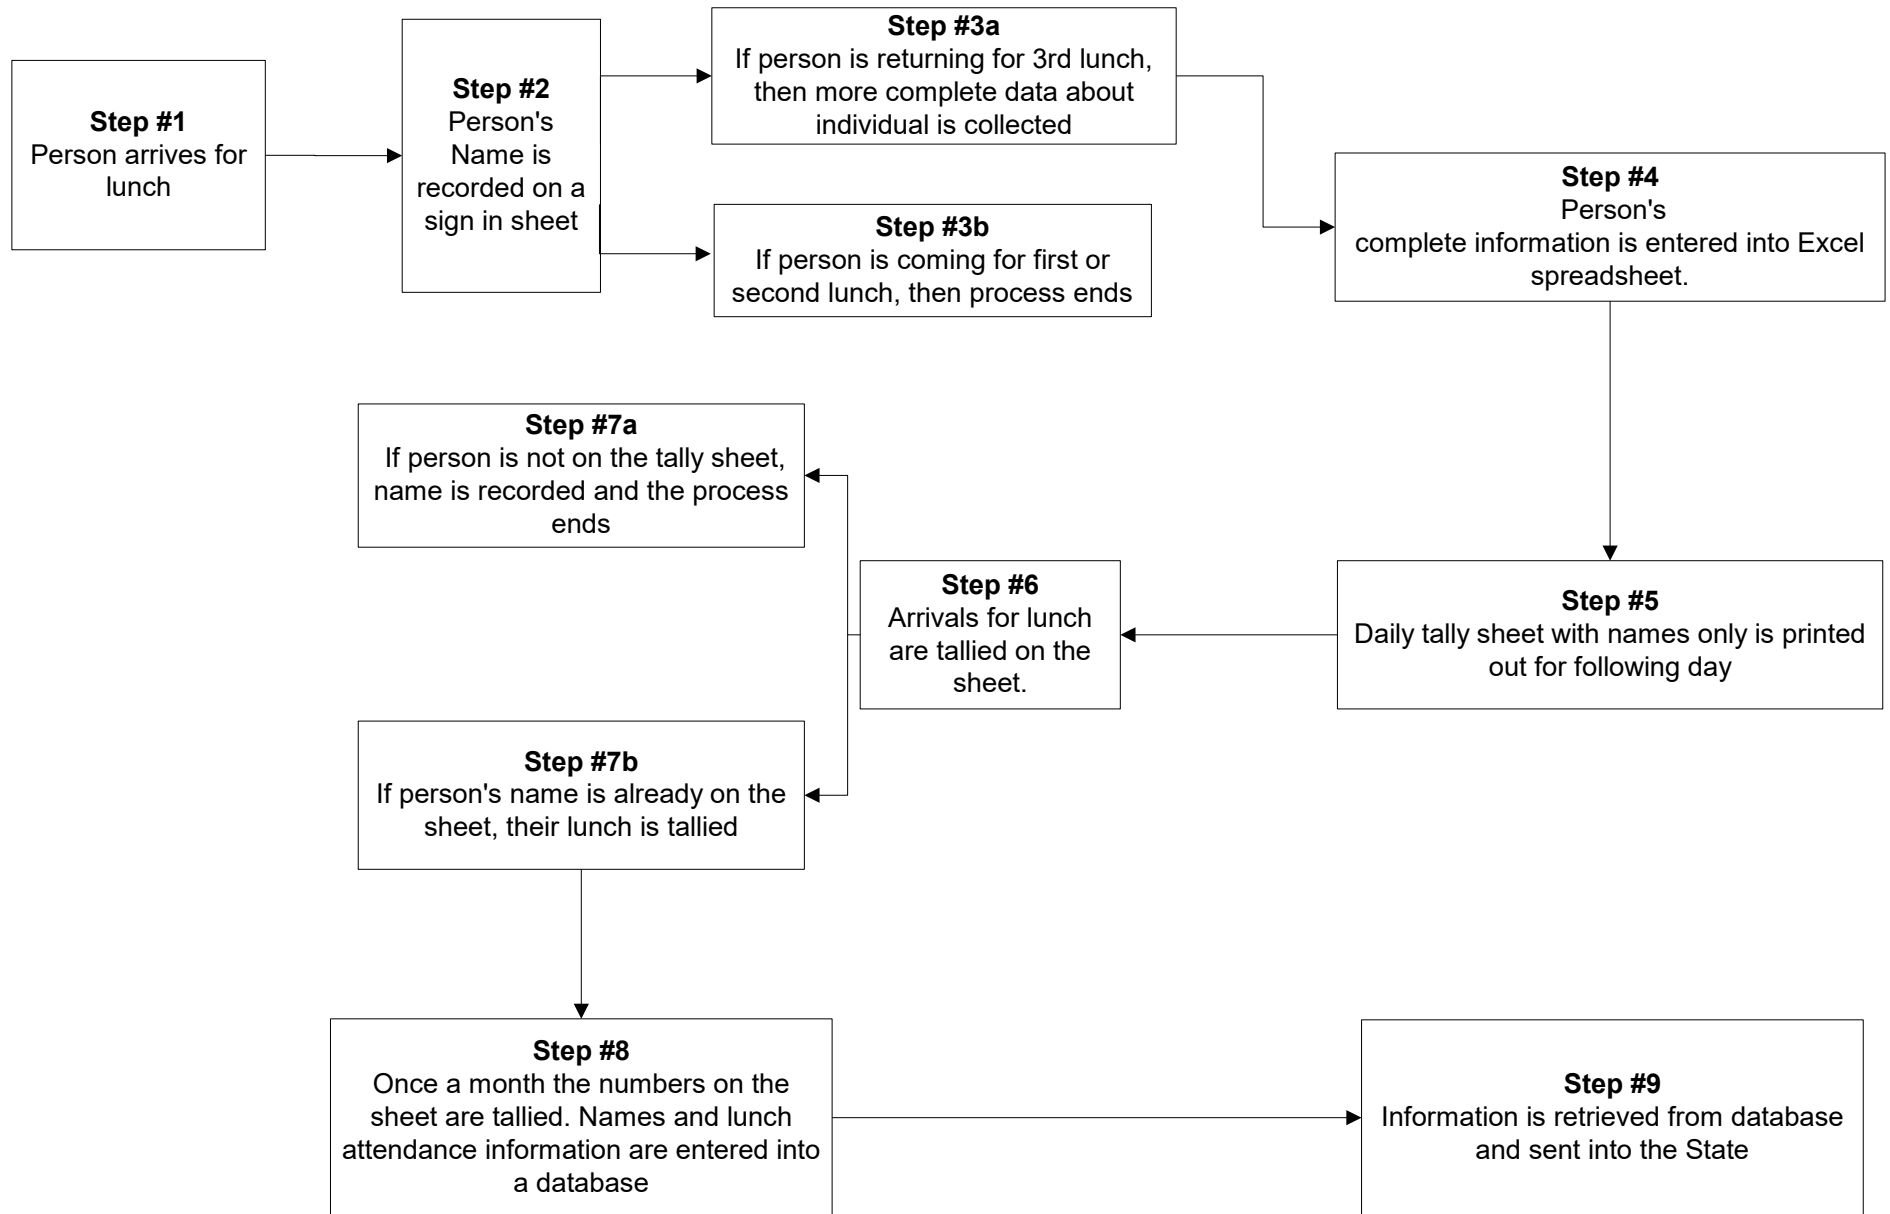 Step #1
Person arrives for
lunch
Step #2
Person's
Name is
recorded on a
sign in sheet
Step #3a
If person is returning for 3rd lunch,
then more complete data about
individual is collected
Step #3b
If person is coming for first or
second lunch, then process ends
Step #4
Person's
complete information is entered into Excel
spreadsheet.
Step #5
Daily tally sheet with names only is printed
out for following day
Step #6
Arrivals for lunch
are tallied on the
sheet.
Step #7a
If person is not on the tally sheet,
name is recorded and the process
ends
Step #7b
If person's name is already on the
sheet, their lunch is tallied
Step #8
Once a month the numbers on the
sheet are tallied. Names and lunch
attendance information are entered into
a database
Step #9
Information is retrieved from database
and sent into the State